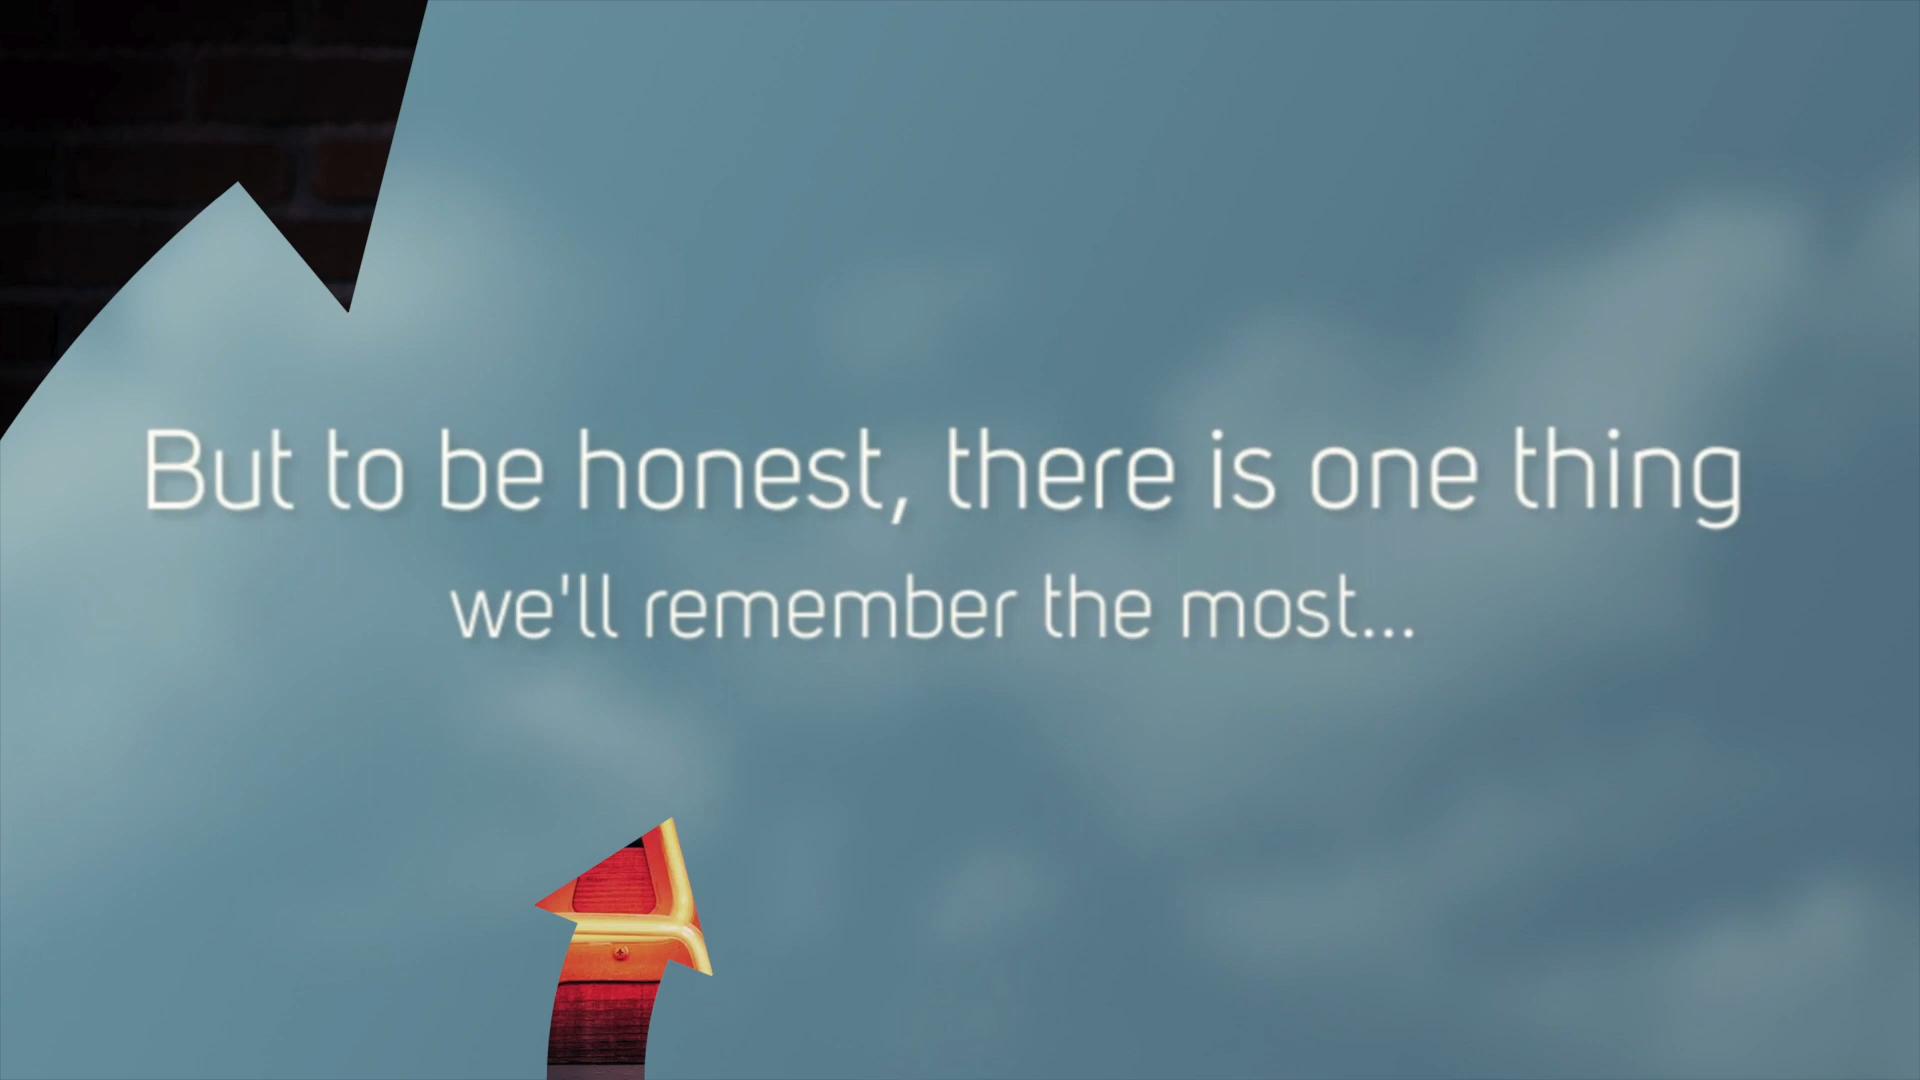 But to be honest, there is one thing
we'll remember the most...